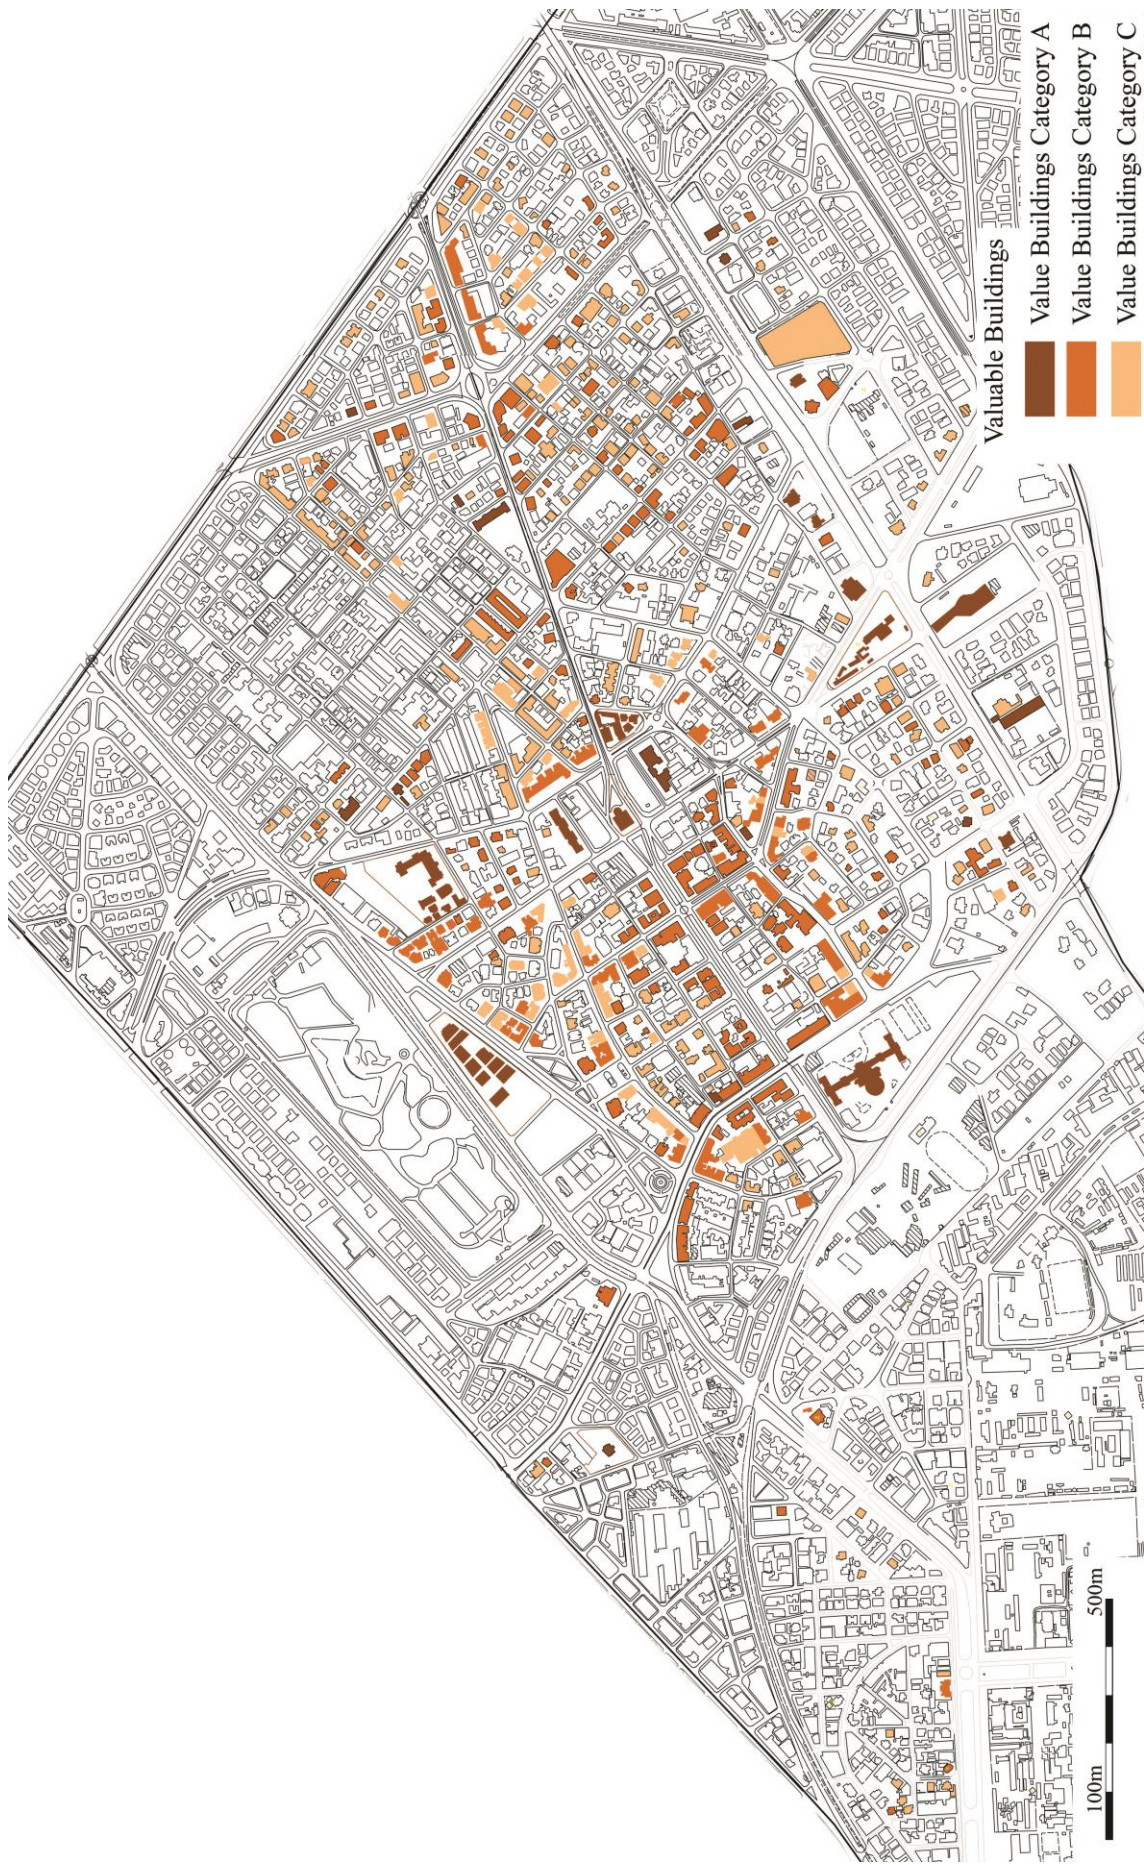 Valuable Buildings
Value Buildings Category A
Value Buildings Category B
Value Buildings Category C
100m
500m